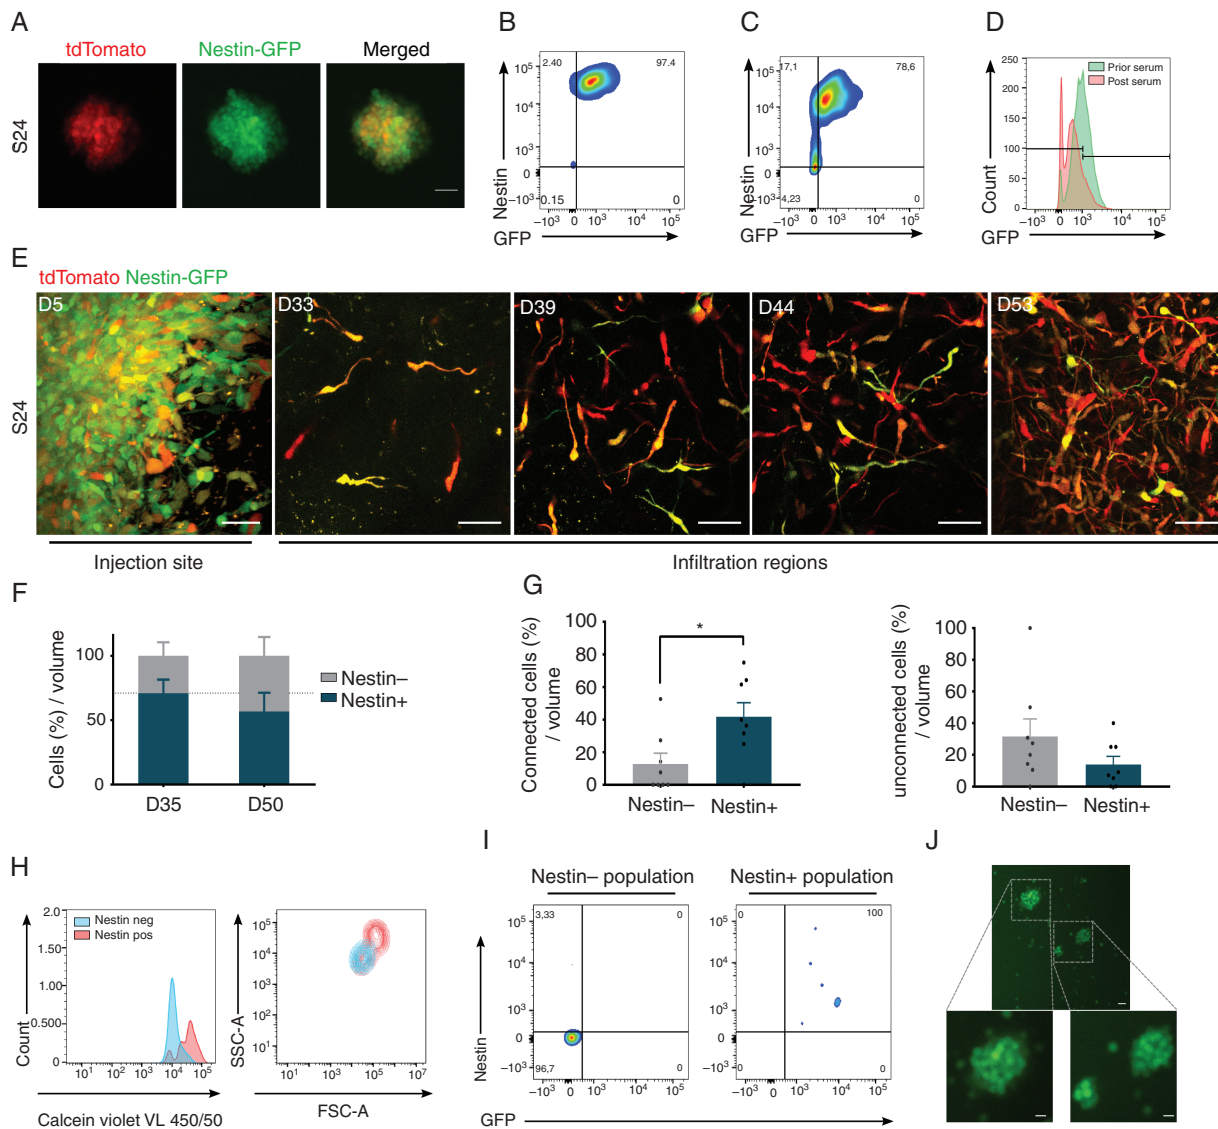 A
tdTomato Nestin-GFP Merged
S24
B
2.40 97.4
10⁵
10⁴
10³
0
−10³
0.15 0
−10³ 0 10³ 10⁴ 10⁵
Nestin
GFP
C
17,1 78,6
10⁵
10⁴
10³
0
−10³
4,23 0
−10³ 0 10³ 10⁴ 10⁵
Nestin
GFP
D
250
200
150
100
50
0
Prior serum
Post serum
−10³ 0 10³ 10⁴ 10⁵
Count
GFP
E
tdTomato Nestin-GFP
D5 D33 D39 D44 D53
S24
Injection site Infiltration regions
F
Cells (%) / volume
100
50
0
D35 D50
Nestin–
Nestin+
G
Connected cells (%)
/ volume
100
80
60
40
20
0
*
Nestin– Nestin+
unconnected cells (%)
/ volume
100
80
60
40
20
0
Nestin– Nestin+
H
Count
2.0
1.00
0.500
0
Nestin neg
Nestin pos
10¹ 10² 10³ 10⁴ 10⁵
Calcein violet VL 450/50
SSC-A
10⁵
10⁴
10³
10²
10¹
10¹ 10³ 10⁵ 10⁷
FSC-A
I
Nestin– population Nestin+ population
Nestin
3,33 0
10⁵
10⁴
10³
0
−10³
96,7 0
−10³ 0 10³ 10⁴ 10⁵
0 100
10⁵
10⁴
10³
0
−10³
0 0
−10³ 0 10³ 10⁴ 10⁵
GFP
J